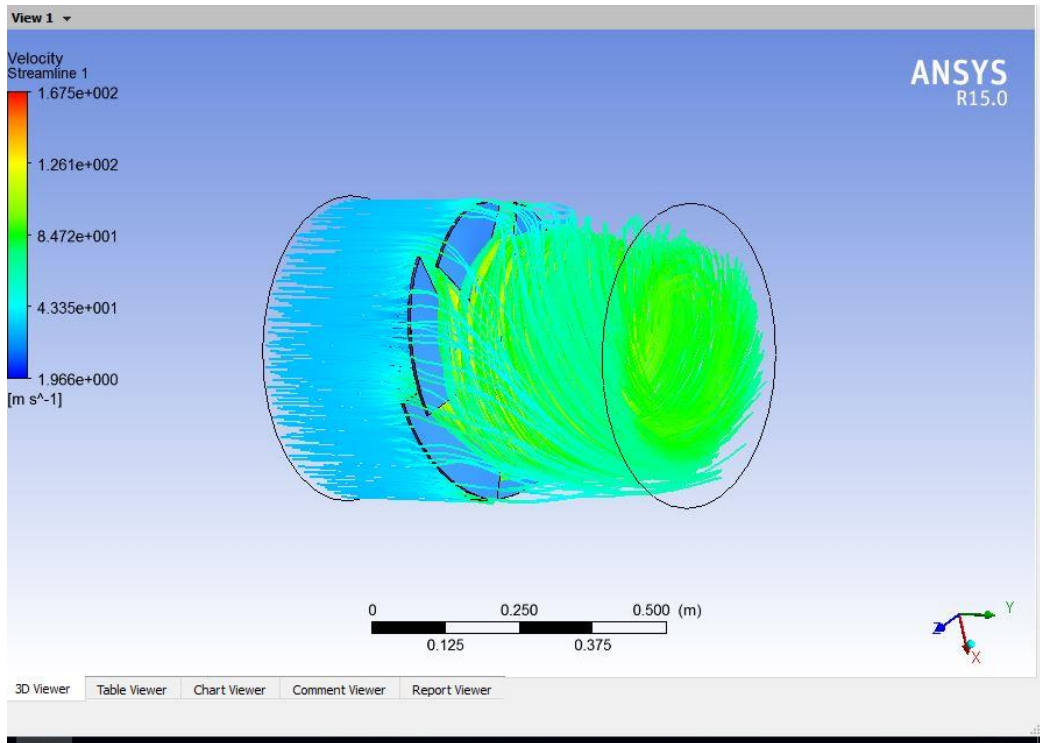 View 1
Velocity
Streamline 1
1.675e+002
1.261e+002
8.472e+001
4.335e+001
1.966e+000
[m s^-1]
ANSYS
R15.0
0 0.250 0.500 (m)
0.125 0.375
Y
Z
X
3D Viewer Table Viewer Chart Viewer Comment Viewer Report Viewer